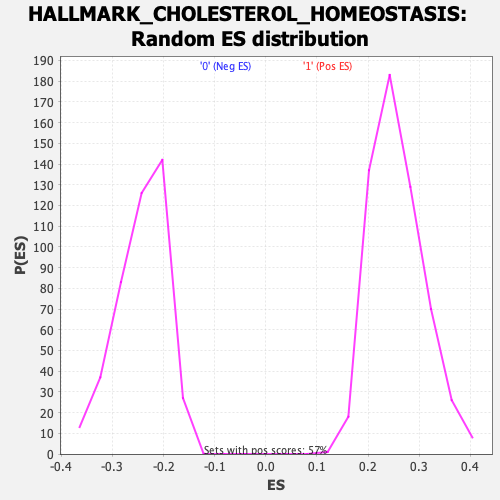 HALLMARK_CHOLESTEROL_HOMEOSTASIS:
Random ES distribution
'0' (Neg ES) '1' (Pos ES)
190
180
170
160
150
140
130
120
110
100
90
80
70
60
50
40
30
20
10
0
P(ES)
Sets with pos scores: 57%
-0.4 -0.3 -0.2 -0.1 0.0 0.1 0.2 0.3 0.4
ES